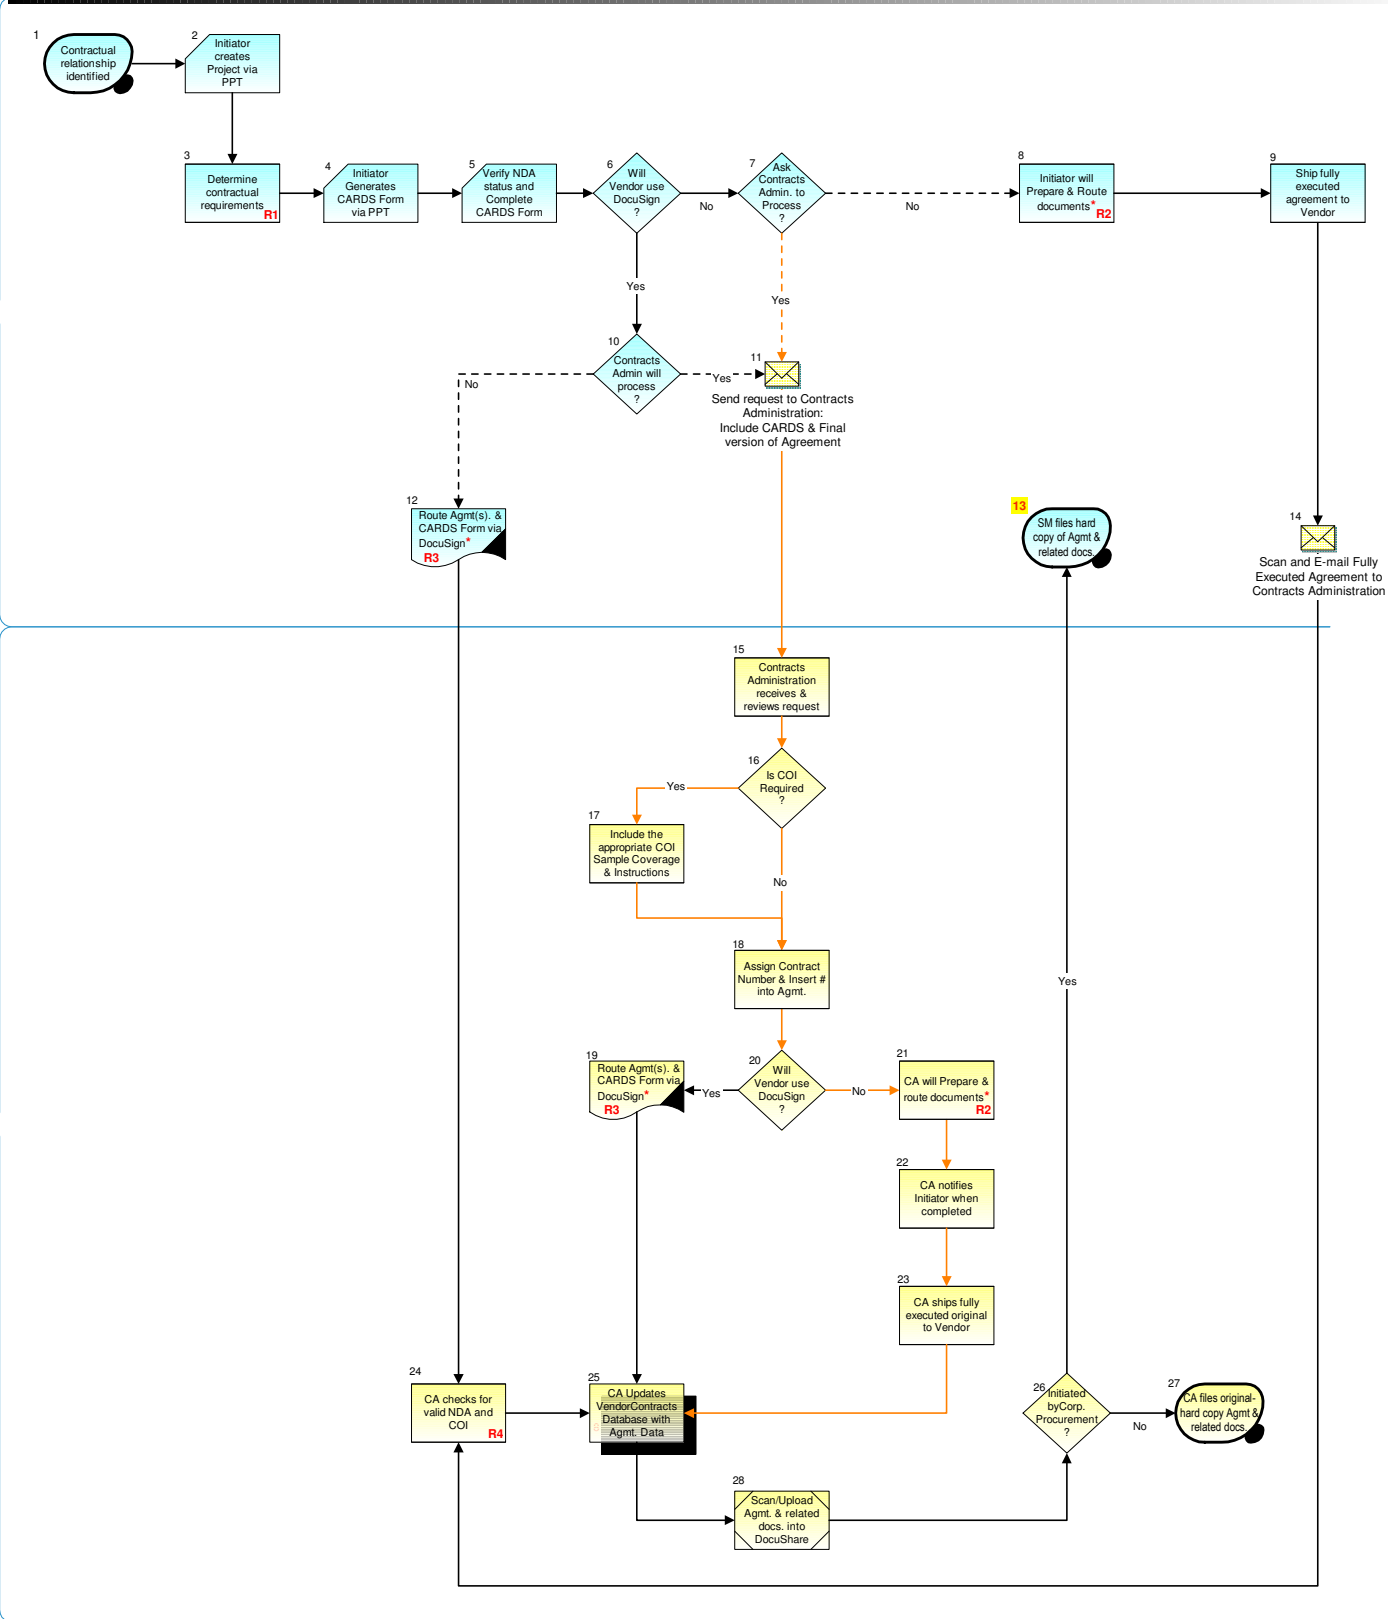 1
Contractual
relationship
identified
2
Initiator
creates
Project via
PPT
3
Determine
contractual
requirements
R1
4
Initiator
Generates
CARDS Form
via PPT
5
Verify NDA
status and
Complete
CARDS Form
6
Will
Vendor use
DocuSign
?
No
Yes
7
Ask
Contracts
Admin. to
Process
?
No
Yes
8
Initiator will
Prepare & Route
documents*
R2
9
Ship fully
executed
agreement to
Vendor
10
Contracts
Admin will
process
?
No
Yes
11
Send request to Contracts
Administration:
Include CARDS & Final
version of Agreement
12
Route Agmt(s). &
CARDS Form via
DocuSign*
R3
13
SM files hard
copy of Agmt &
related docs.
14
Scan and E-mail Fully
Executed Agreement to
Contracts Administration
15
Contracts
Administration
receives &
reviews request
16
Is COI
Required
?
Yes
No
17
Include the
appropriate COI
Sample Coverage
& Instructions
18
Assign Contract
Number & Insert #
into Agmt.
19
Route Agmt(s). &
CARDS Form via
DocuSign*
R3
20
Will
Vendor use
DocuSign
?
Yes
No
21
CA will Prepare &
route documents*
R2
22
CA notifies
Initiator when
completed
23
CA ships fully
executed original
to Vendor
24
CA checks for
valid NDA and
COI
R4
25
CA Updates
VendorContracts
Database with
Agmt. Data
26
Initiated
byCorp.
Procurement
?
Yes
No
27
CA files original-
hard copy Agmt &
related docs.
28
Scan/Upload
Agmt. & related
docs. into
DocuShare